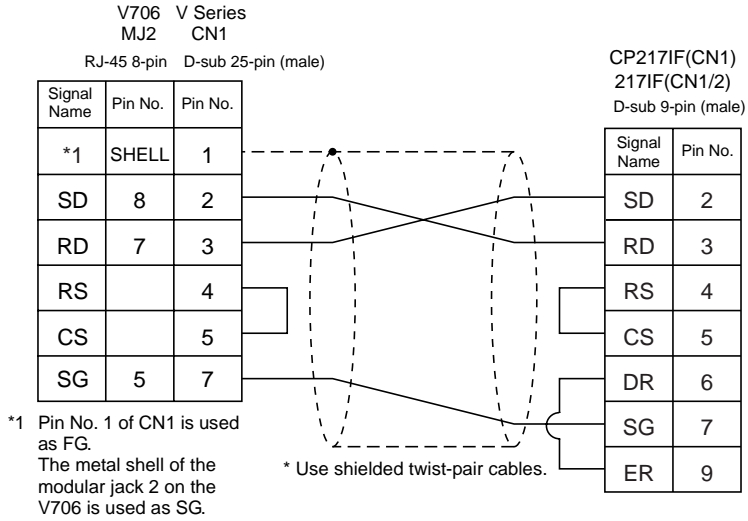 V706 V Series
MJ2 CN1
RJ-45 8-pin D-sub 25-pin (male)
CP217IF(CN1)
217IF(CN1/2)
D-sub 9-pin (male)
Signal Name Pin No. Pin No.
*1 SHELL 1
SD 8 2
RD 7 3
RS 4
CS 5
SG 5 7
Signal Name Pin No.
SD 2
RD 3
RS 4
CS 5
DR 6
SG 7
ER 9
*1 Pin No. 1 of CN1 is used
as FG.
The metal shell of the
modular jack 2 on the
V706 is used as SG.
* Use shielded twist-pair cables.